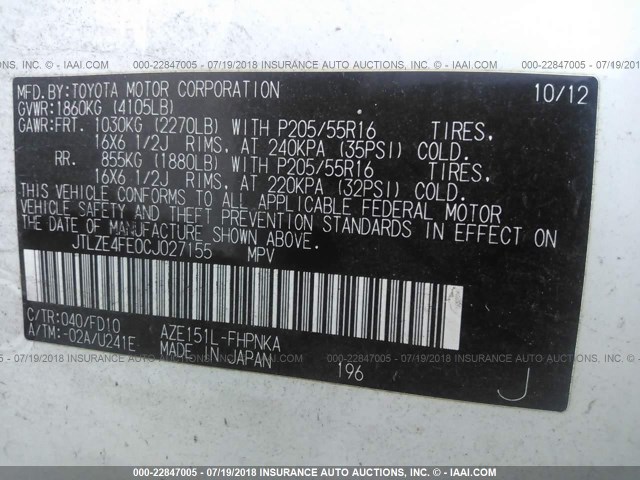 000-22847005 - 07/19/2018 INSURANCE AUTO AUCTIONS, INC. - © IAAI.COM
MFD.BY:TOYOTA MOTOR CORPORATION 10/12
GVWR:1860KG (4105LB)
GAWR:FRT. 1030KG (2270LB) WITH P205/55R16 TIRES,
16X6 1/2J RIMS, AT 240KPA (35PSI) COLD.
RR. 855KG (1880LB) WITH P205/55R16 TIRES,
16X6 1/2J RIMS, AT 220KPA (32PSI) COLD.
THIS VEHICLE CONFORMS TO ALL APPLICABLE FEDERAL MOTOR
VEHICLE SAFETY AND THEFT PREVENTION STANDARDS IN EFFECT ON
THE DATE OF MANUFACTURE SHOWN ABOVE.
JTLZE4FE0CJ027155 MPV
C/TR:040/FD10 AZE151L-FHPNKA
A/TM:-02A/U241E MADE IN JAPAN 196 J
000-22847005 - 07/19/2018 INSURANCE AUTO AUCTIONS, INC. - © IAAI.COM